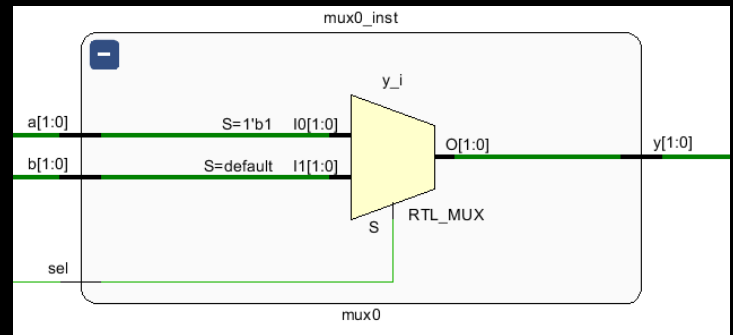 mux0_inst
y_i
a[1:0]
S=1'b1
I0[1:0]
b[1:0]
S=default
I1[1:0]
O[1:0]
y[1:0]
S
RTL_MUX
sel
mux0